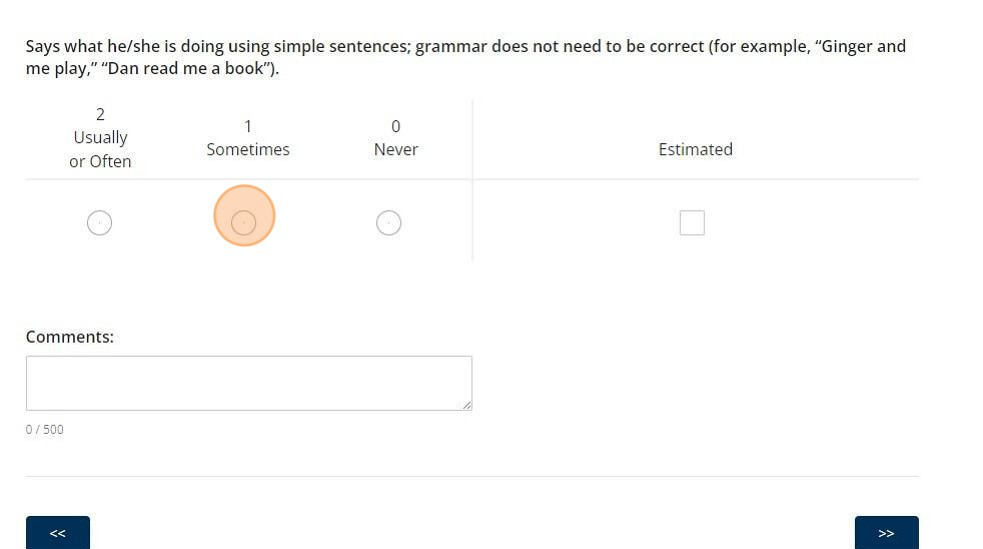 Says what he/she is doing using simple sentences; grammar does not need to be correct (for example, “Ginger and
me play,” “Dan read me a book”).
2
Usually
or Often
1
Sometimes
0
Never
Estimated
Comments:
0 / 500
<<
>>